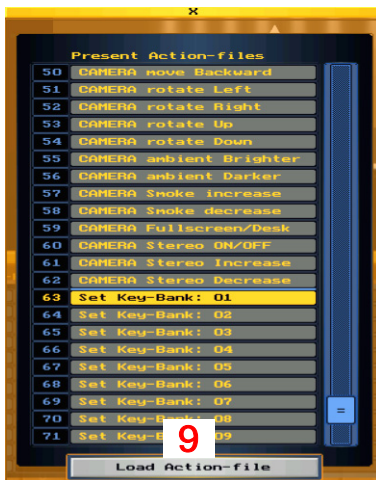 x
Present Action-files
50 CAMERA move Backward
51 CAMERA rotate Left
52 CAMERA rotate Right
53 CAMERA rotate Up
54 CAMERA rotate Down
55 CAMERA ambient Brighter
56 CAMERA ambient Darker
57 CAMERA Smoke increase
58 CAMERA Smoke decrease
59 CAMERA Fullscreen/Desk
60 CAMERA Stereo ON/OFF
61 CAMERA Stereo Increase
62 CAMERA Stereo Decrease
63 Set Key-Bank: 01
64 Set Key-Bank: 02
65 Set Key-Bank: 03
66 Set Key-Bank: 04
67 Set Key-Bank: 05
68 Set Key-Bank: 06
69 Set Key-Bank: 07
70 Set Key-Bank: 08
71 Set Key-B 09
9
=
Load Action-file